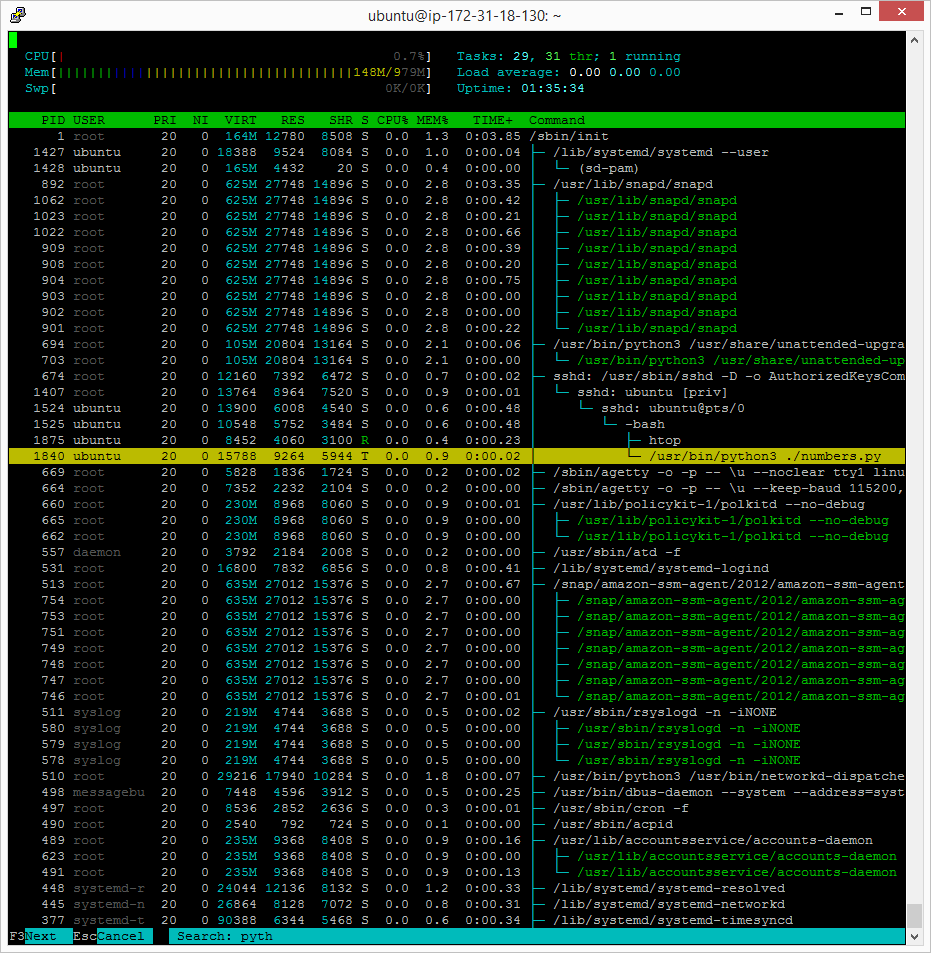 ubuntu@ip-172-31-18-130: ~
CPU[| 0.7%] Tasks: 29, 31 thr; 1 running
Mem[||||||||||||||||||||||||||||||||||||||148M/979M] Load average: 0.00 0.00 0.00
Swp[ 0K/0K] Uptime: 01:35:34
PID USER PRI NI VIRT RES SHR S CPU% MEM% TIME+ Command
1 root 20 0 164M 12780 8508 S 0.0 1.3 0:03.85 /sbin/init
1427 ubuntu 20 0 18388 9524 8084 S 0.0 1.0 0:00.04 ├─ /lib/systemd/systemd --user
1428 ubuntu 20 0 165M 4432 20 S 0.0 0.4 0:00.00 │ └─ (sd-pam)
892 root 20 0 625M 27748 14896 S 0.0 2.8 0:03.35 ├─ /usr/lib/snapd/snapd
1062 root 20 0 625M 27748 14896 S 0.0 2.8 0:00.42 │ ├─ /usr/lib/snapd/snapd
1023 root 20 0 625M 27748 14896 S 0.0 2.8 0:00.21 │ ├─ /usr/lib/snapd/snapd
1022 root 20 0 625M 27748 14896 S 0.0 2.8 0:00.66 │ ├─ /usr/lib/snapd/snapd
909 root 20 0 625M 27748 14896 S 0.0 2.8 0:00.39 │ ├─ /usr/lib/snapd/snapd
908 root 20 0 625M 27748 14896 S 0.0 2.8 0:00.20 │ ├─ /usr/lib/snapd/snapd
904 root 20 0 625M 27748 14896 S 0.0 2.8 0:00.75 │ ├─ /usr/lib/snapd/snapd
903 root 20 0 625M 27748 14896 S 0.0 2.8 0:00.00 │ ├─ /usr/lib/snapd/snapd
902 root 20 0 625M 27748 14896 S 0.0 2.8 0:00.00 │ ├─ /usr/lib/snapd/snapd
901 root 20 0 625M 27748 14896 S 0.0 2.8 0:00.22 │ └─ /usr/lib/snapd/snapd
694 root 20 0 105M 20804 13164 S 0.0 2.1 0:00.06 ├─ /usr/bin/python3 /usr/share/unattended-upgra
703 root 20 0 105M 20804 13164 S 0.0 2.1 0:00.00 │ └─ /usr/bin/python3 /usr/share/unattended-up
674 root 20 0 12160 7392 6472 S 0.0 0.7 0:00.02 ├─ sshd: /usr/sbin/sshd -D -o AuthorizedKeysCom
1407 root 20 0 13764 8964 7520 S 0.0 0.9 0:00.01 │ └─ sshd: ubuntu [priv]
1524 ubuntu 20 0 13900 6008 4540 S 0.0 0.6 0:00.48 │ └─ sshd: ubuntu@pts/0
1525 ubuntu 20 0 10548 5752 3484 S 0.0 0.6 0:00.48 │ └─ -bash
1875 ubuntu 20 0 8452 4060 3100 R 0.0 0.4 0:00.23 │ ├─ htop
1840 ubuntu 20 0 15788 9264 5944 T 0.0 0.9 0:00.02 │ └─ /usr/bin/python3 ./numbers.py
669 root 20 0 5828 1836 1724 S 0.0 0.2 0:00.00 ├─ /sbin/agetty -o -p -- \u --noclear tty1 linu
664 root 20 0 7352 2232 2104 S 0.0 0.2 0:00.00 ├─ /sbin/agetty -o -p -- \u --keep-baud 115200,
660 root 20 0 230M 8968 8060 S 0.0 0.9 0:00.01 ├─ /usr/lib/policykit-1/polkitd --no-debug
665 root 20 0 230M 8968 8060 S 0.0 0.9 0:00.00 │ ├─ /usr/lib/policykit-1/polkitd --no-debug
662 root 20 0 230M 8968 8060 S 0.0 0.9 0:00.00 │ └─ /usr/lib/policykit-1/polkitd --no-debug
557 daemon 20 0 3792 2184 2008 S 0.0 0.2 0:00.00 ├─ /usr/sbin/atd -f
531 root 20 0 16800 7832 6856 S 0.0 0.8 0:00.41 ├─ /lib/systemd/systemd-logind
513 root 20 0 635M 27012 15376 S 0.0 2.7 0:00.67 ├─ /snap/amazon-ssm-agent/2012/amazon-ssm-agent
754 root 20 0 635M 27012 15376 S 0.0 2.7 0:00.00 │ ├─ /snap/amazon-ssm-agent/2012/amazon-ssm-ag
753 root 20 0 635M 27012 15376 S 0.0 2.7 0:00.00 │ ├─ /snap/amazon-ssm-agent/2012/amazon-ssm-ag
751 root 20 0 635M 27012 15376 S 0.0 2.7 0:00.00 │ ├─ /snap/amazon-ssm-agent/2012/amazon-ssm-ag
749 root 20 0 635M 27012 15376 S 0.0 2.7 0:00.00 │ ├─ /snap/amazon-ssm-agent/2012/amazon-ssm-ag
748 root 20 0 635M 27012 15376 S 0.0 2.7 0:00.00 │ ├─ /snap/amazon-ssm-agent/2012/amazon-ssm-ag
747 root 20 0 635M 27012 15376 S 0.0 2.7 0:00.00 │ ├─ /snap/amazon-ssm-agent/2012/amazon-ssm-ag
746 root 20 0 635M 27012 15376 S 0.0 2.7 0:00.01 │ └─ /snap/amazon-ssm-agent/2012/amazon-ssm-ag
511 syslog 20 0 219M 4744 3688 S 0.0 0.5 0:00.02 ├─ /usr/sbin/rsyslogd -n -iNONE
580 syslog 20 0 219M 4744 3688 S 0.0 0.5 0:00.00 │ ├─ /usr/sbin/rsyslogd -n -iNONE
579 syslog 20 0 219M 4744 3688 S 0.0 0.5 0:00.00 │ ├─ /usr/sbin/rsyslogd -n -iNONE
578 syslog 20 0 219M 4744 3688 S 0.0 0.5 0:00.00 │ └─ /usr/sbin/rsyslogd -n -iNONE
510 root 20 0 29216 17940 10284 S 0.0 1.8 0:00.07 ├─ /usr/bin/python3 /usr/bin/networkd-dispatche
498 messagebu 20 0 7448 4596 3912 S 0.0 0.5 0:00.25 ├─ /usr/bin/dbus-daemon --system --address=syst
497 root 20 0 8536 2852 2636 S 0.0 0.3 0:00.01 ├─ /usr/sbin/cron -f
490 root 20 0 2540 792 724 S 0.0 0.1 0:00.00 ├─ /usr/sbin/acpid
489 root 20 0 235M 9368 8408 S 0.0 0.9 0:00.16 ├─ /usr/lib/accountsservice/accounts-daemon
623 root 20 0 235M 9368 8408 S 0.0 0.9 0:00.00 │ ├─ /usr/lib/accountsservice/accounts-daemon
491 root 20 0 235M 9368 8408 S 0.0 0.9 0:00.13 │ └─ /usr/lib/accountsservice/accounts-daemon
448 systemd-r 20 0 24044 12136 8132 S 0.0 1.2 0:00.33 ├─ /lib/systemd/systemd-resolved
445 systemd-n 20 0 26864 8128 7072 S 0.0 0.8 0:00.31 ├─ /lib/systemd/systemd-networkd
377 systemd-t 20 0 90388 6344 5468 S 0.0 0.6 0:00.34 ├─ /lib/systemd/systemd-timesyncd
F3Next EscCancel Search: pyth